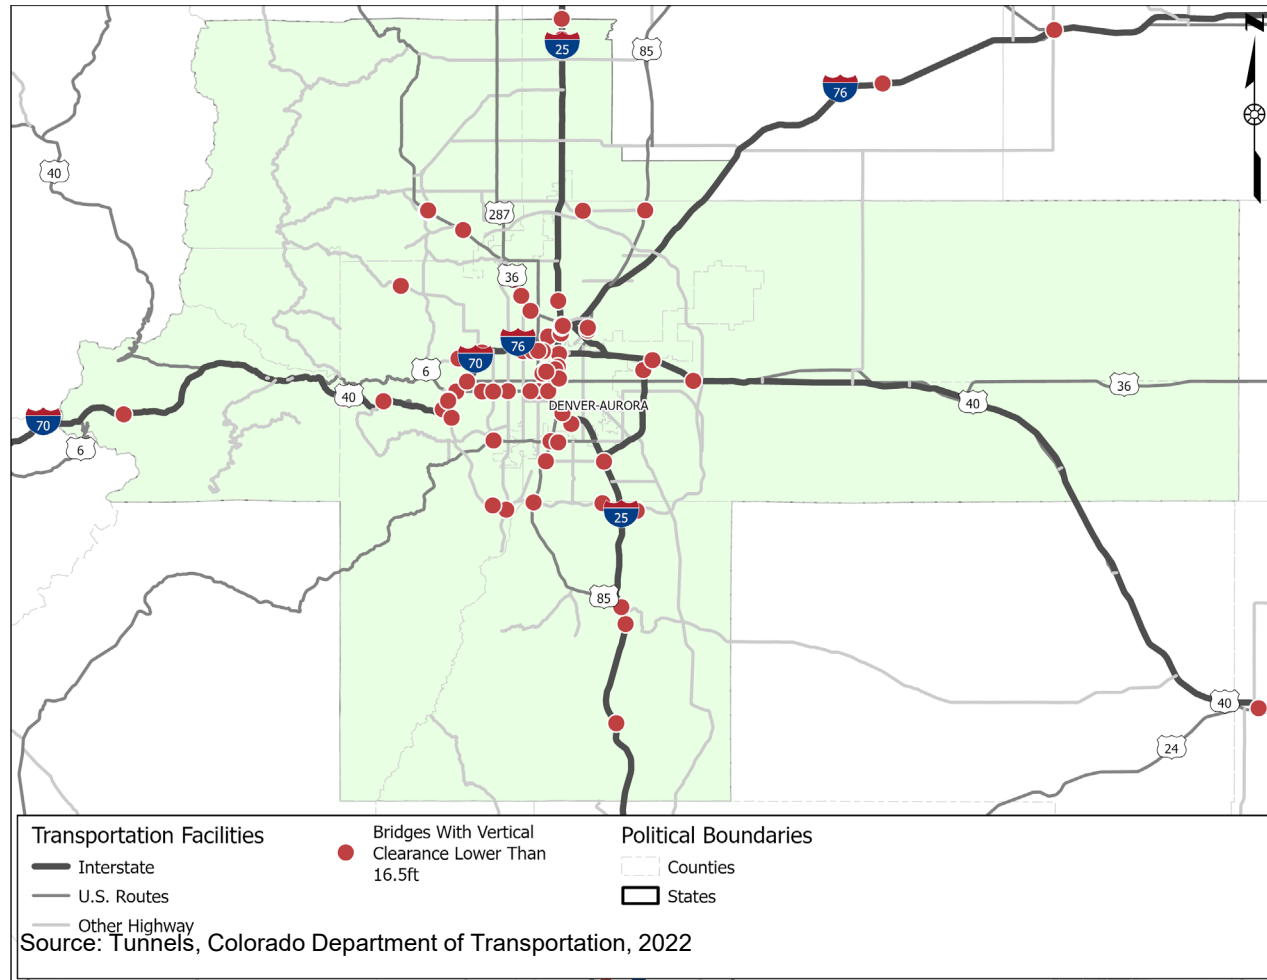 25
85
76
N
40
287
36
76
70
6
40
36
40
DENVER-AURORA
70
6
25
85
40
24
Transportation Facilities
Interstate
U.S. Routes
Other Highway
Bridges With Vertical
Clearance Lower Than
16.5ft
Political Boundaries
Counties
States
Source: Tunnels, Colorado Department of Transportation, 2022